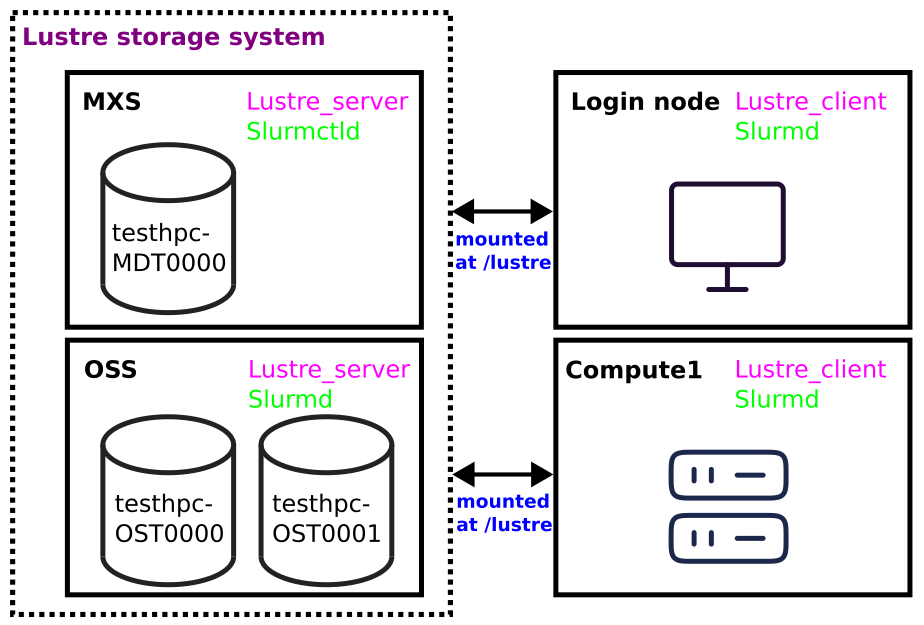 Lustre storage system
MXS
Lustre_server
Slurmctld
testhpc-
MDT0000
mounted
at /lustre
Login node
Lustre_client
Slurmd
OSS
Lustre_server
Slurmd
testhpc-
OST0000
testhpc-
OST0001
mounted
at /lustre
Compute1
Lustre_client
Slurmd